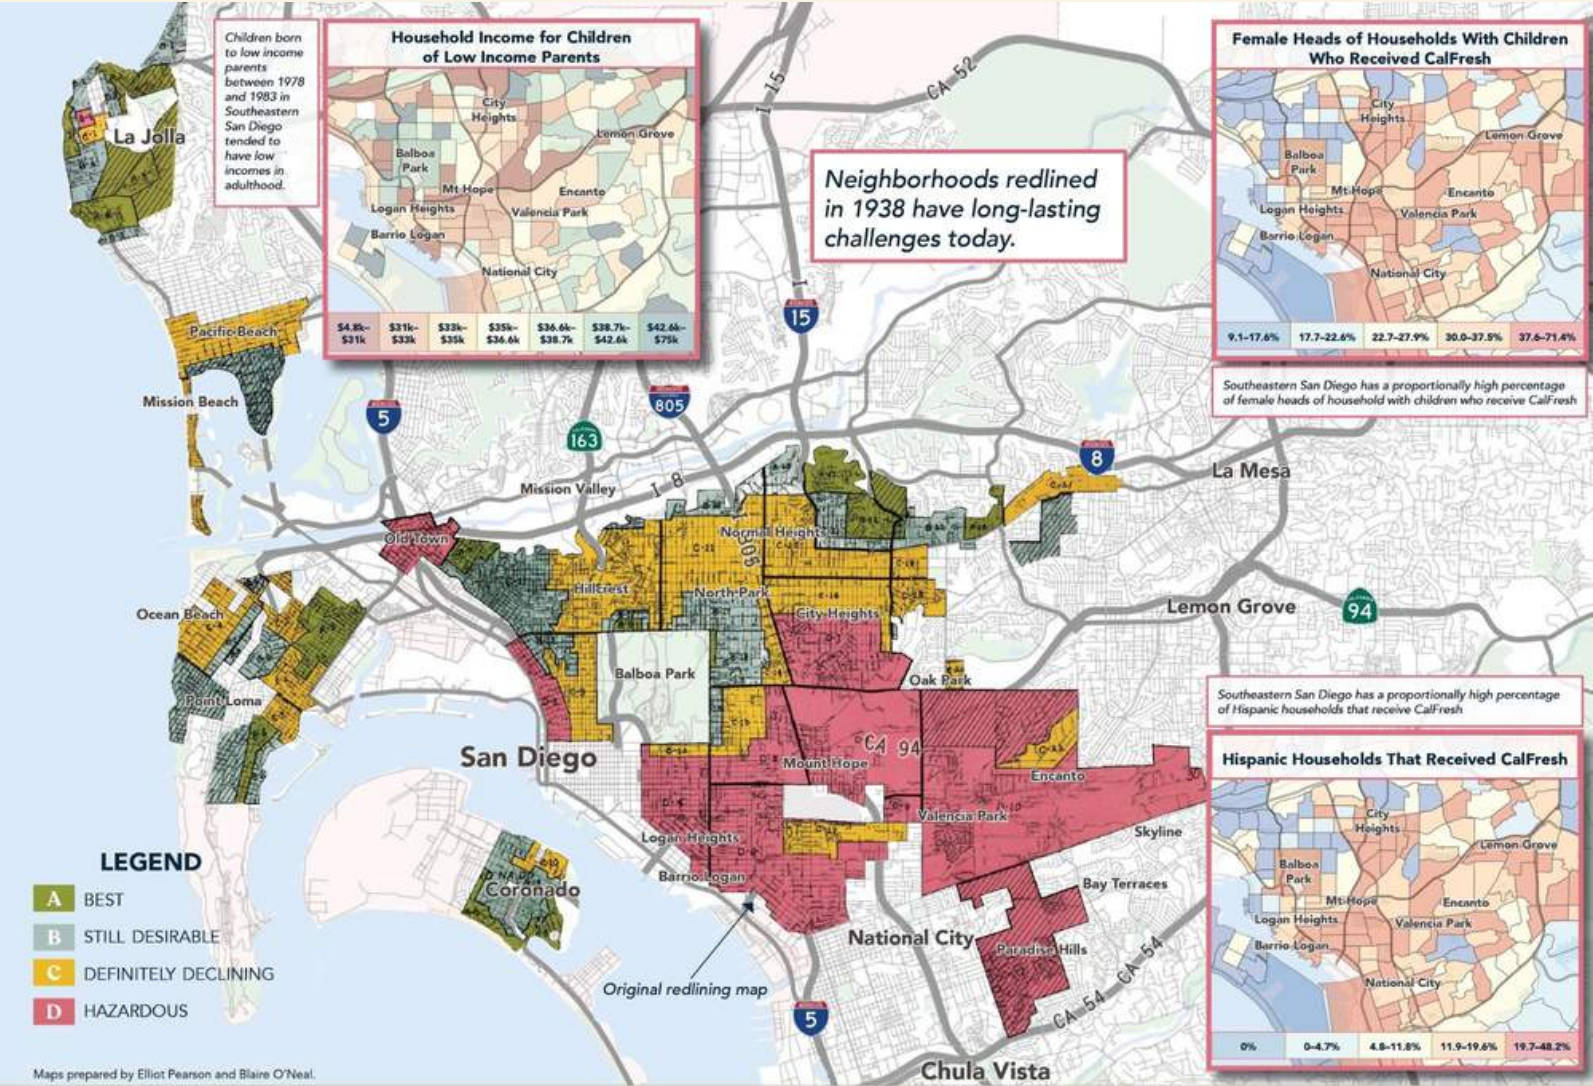 Children born
to low income
parents
between 1978
and 1983 in
Southeastern
San Diego
tended to
have low
incomes in
adulthood.
Household Income for Children
of Low Income Parents
City
Heights
Lemon Grove
Balboa
Park
Mt Hope
Encanto
Logan Heights
Valencia Park
Barrio Logan
National City
$4.8k–
$31k
$31k–
$33k
$33k–
$35k
$35k–
$36.6k
$36.6k–
$38.7k
$38.7k–
$42.6k
$42.6k–
$75k
I 15
CA 52
Neighborhoods redlined
in 1938 have long-lasting
challenges today.
Female Heads of Households With Children
Who Received CalFresh
City
Heights
Lemon Grove
Balboa
Park
Mt Hope
Encanto
Logan Heights
Valencia Park
Barrio Logan
National City
9.1–17.6%
17.7–22.6%
22.7–27.9%
30.0–37.5%
37.6–71.4%
Southeastern San Diego has a proportionally high percentage
of female heads of household with children who receive CalFresh
La Jolla
Pacific Beach
Mission Beach
15
5
805
163
8
Mission Valley
I 8
La Mesa
Old Town
Normal Heights
805
C-21
Hillcrest
North Park
City Heights
Ocean Beach
Lemon Grove
94
Balboa Park
Oak Park
Point Loma
San Diego
CA 94
Mount Hope
Encanto
Valencia Park
Logan Heights
Skyline
Barrio Logan
Bay Terraces
Coronado
National City
Paradise Hills
CA 54
CA 54
Original redlining map
5
Chula Vista
Southeastern San Diego has a proportionally high percentage
of Hispanic households that receive CalFresh
Hispanic Households That Received CalFresh
City
Heights
Lemon Grove
Balboa
Park
Mt Hope
Encanto
Logan Heights
Valencia Park
Barrio Logan
National City
0%
0–4.7%
4.8–11.8%
11.9–19.6%
19.7–48.2%
LEGEND
A BEST
B STILL DESIRABLE
C DEFINITELY DECLINING
D HAZARDOUS
Maps prepared by Elliot Pearson and Blaire O'Neal.